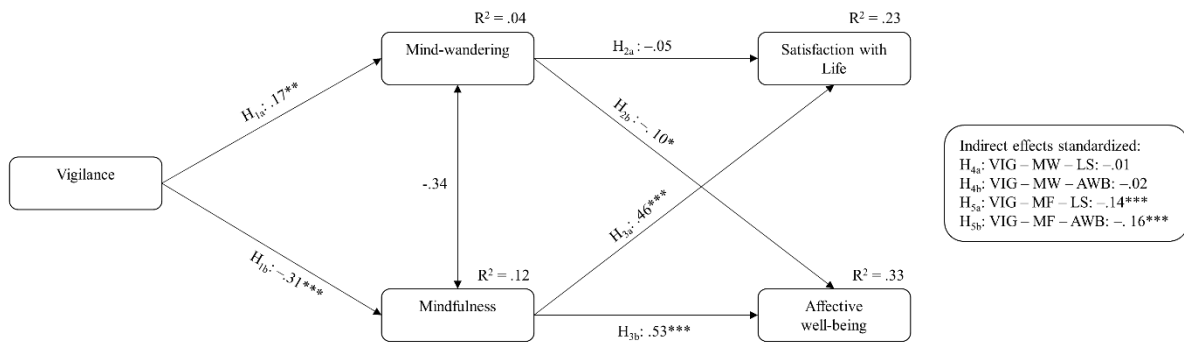 R² = .04
R² = .23
Mind-wandering
H₂ₐ: –.05
Satisfaction with
Life
H₁ₐ: .17**
H₂b: –. 10*
Vigilance
-.34
Indirect effects standardized:
H₄ₐ: VIG – MW – LS: –.01
H₄b: VIG – MW – AWB: –.02
H₅ₐ: VIG – MF – LS: –.14***
H₅b: VIG – MF – AWB: –. 16***
H₃ₐ: .46***
H₁b: –.31***
R² = .12
R² = .33
Mindfulness
H₃b: .53***
Affective
well-being